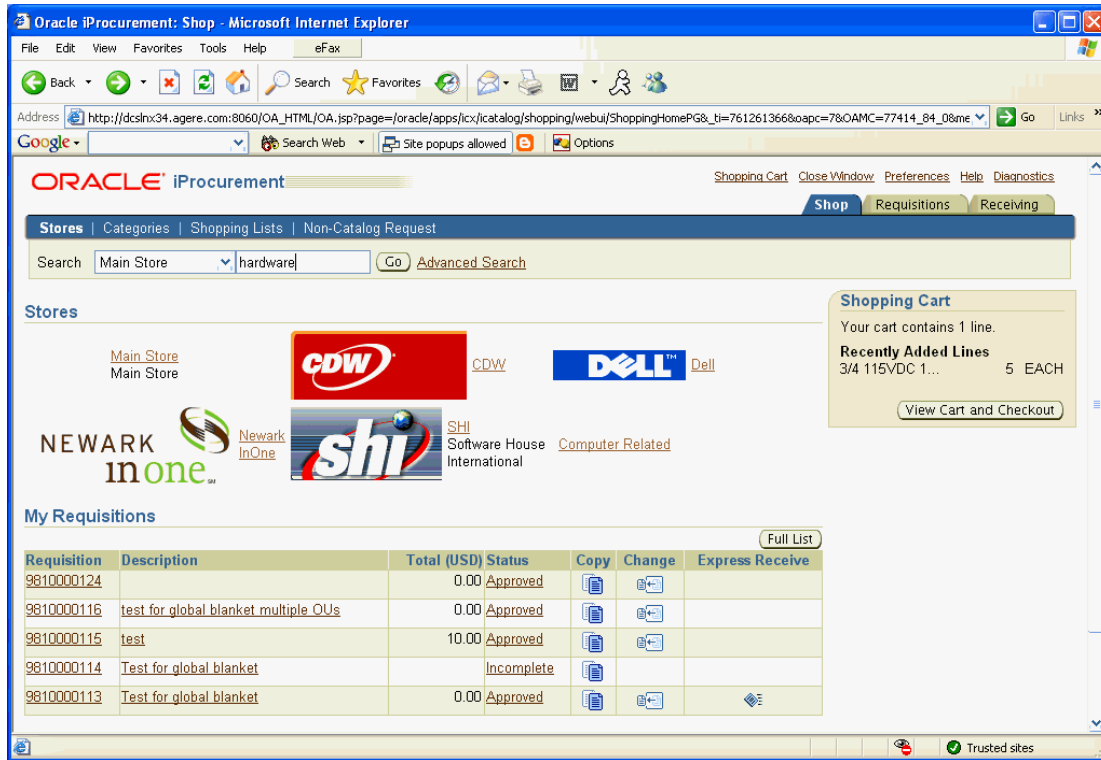 Oracle iProcurement: Shop - Microsoft Internet Explorer
File Edit View Favorites Tools Help eFax
Back Search Favorites
Address http://dcslnx34.agere.com:8060/OA_HTML/OA.jsp?page=/oracle/apps/icx/icatalog/shopping/webui/ShoppingHomePG&_ti=761261366&oapc=7&OAMC=77414_84_0&me Go Links »
Google Search Web Site popups allowed Options
ORACLE iProcurement Shopping Cart Close Window Preferences Help Diagnostics
Shop Requisitions Receiving
Stores | Categories | Shopping Lists | Non-Catalog Request
Search Main Store hardware Go Advanced Search
Stores
Main Store
Main Store
CDW CDW
DELL™ Dell
NEWARK
InOne SM
Newark
InOne
shi
SHI
Software House
International
Computer Related
Shopping Cart
Your cart contains 1 line.
Recently Added Lines
3/4 115VDC 1... 5 EACH
View Cart and Checkout
My Requisitions
Full List
Requisition Description Total (USD) Status Copy Change Express Receive
9810000124 0.00 Approved
9810000116 test for global blanket multiple OUs 0.00 Approved
9810000115 test 10.00 Approved
9810000114 Test for global blanket Incomplete
9810000113 Test for global blanket 0.00 Approved
Trusted sites